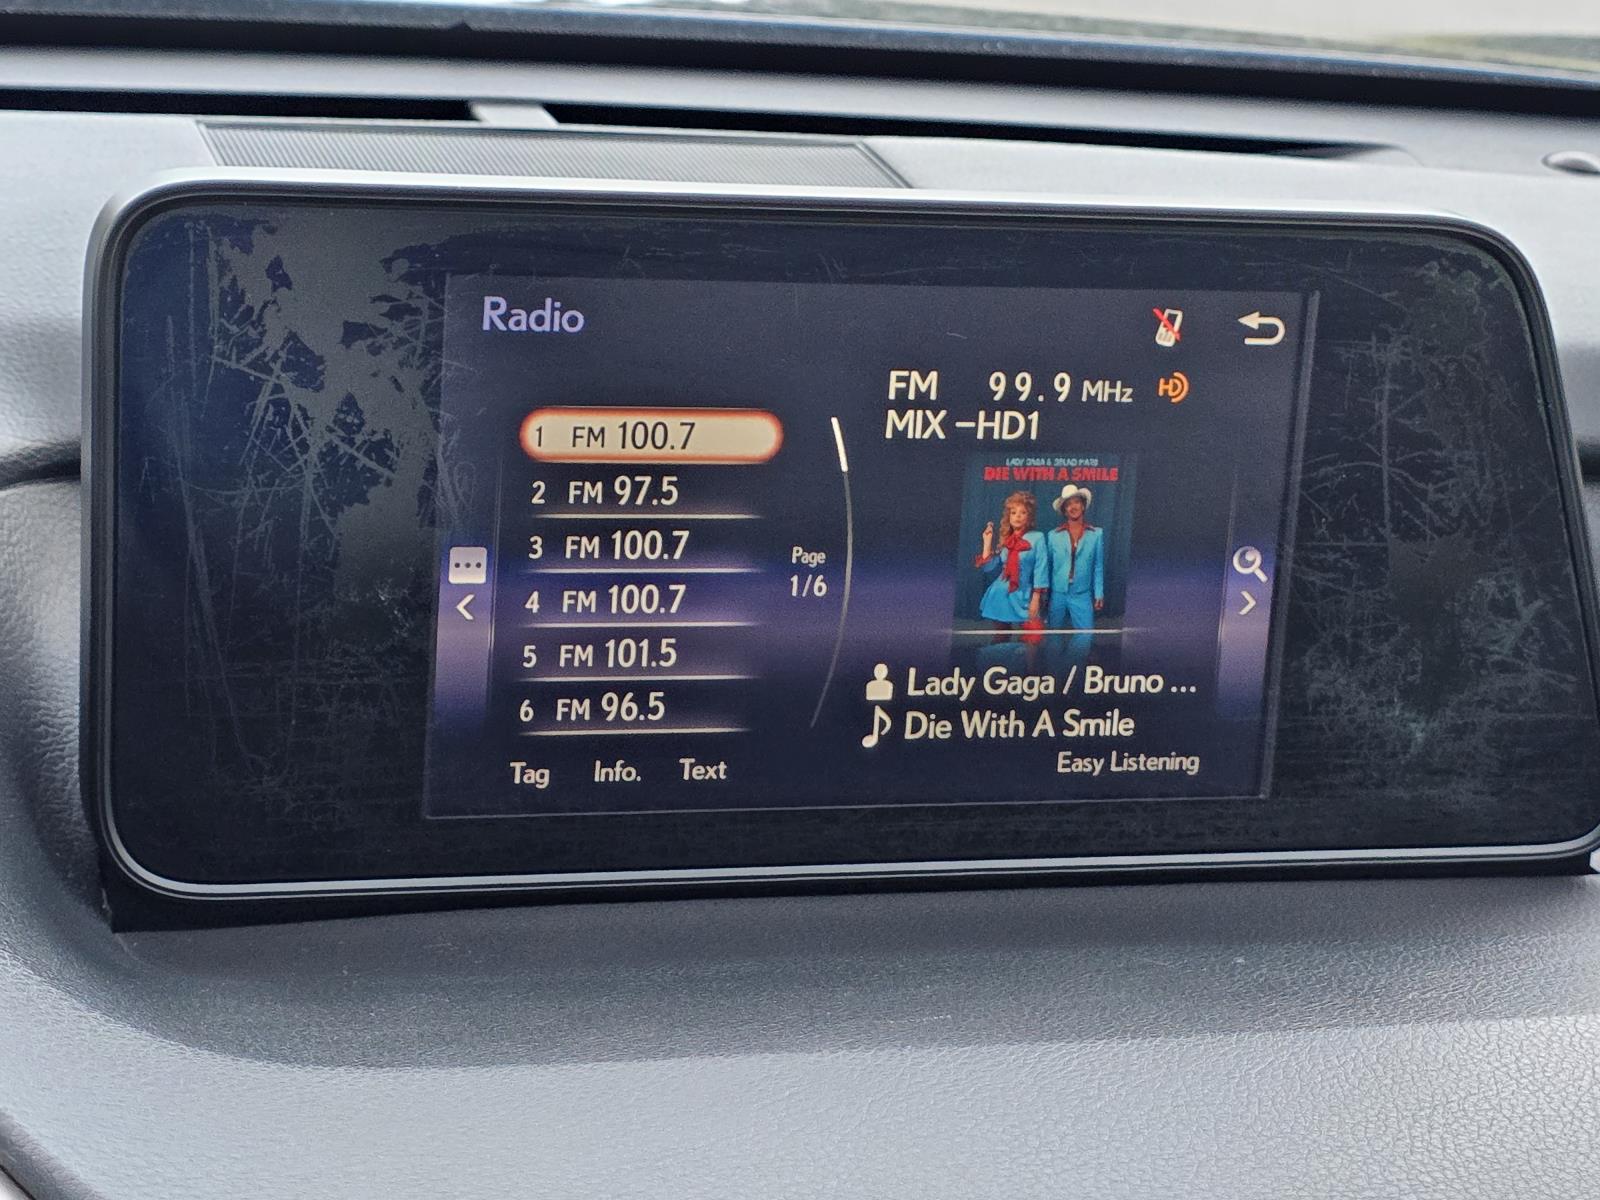 Radio
FM 99.9 MHz HD
MIX -HD1
1 FM 100.7
2 FM 97.5
3 FM 100.7
4 FM 100.7
5 FM 101.5
6 FM 96.5
Page
1/6
LADY GAGA & BRUNO MARS
DIE WITH A SMILE
Lady Gaga / Bruno ...
Die With A Smile
Easy Listening
Tag Info. Text